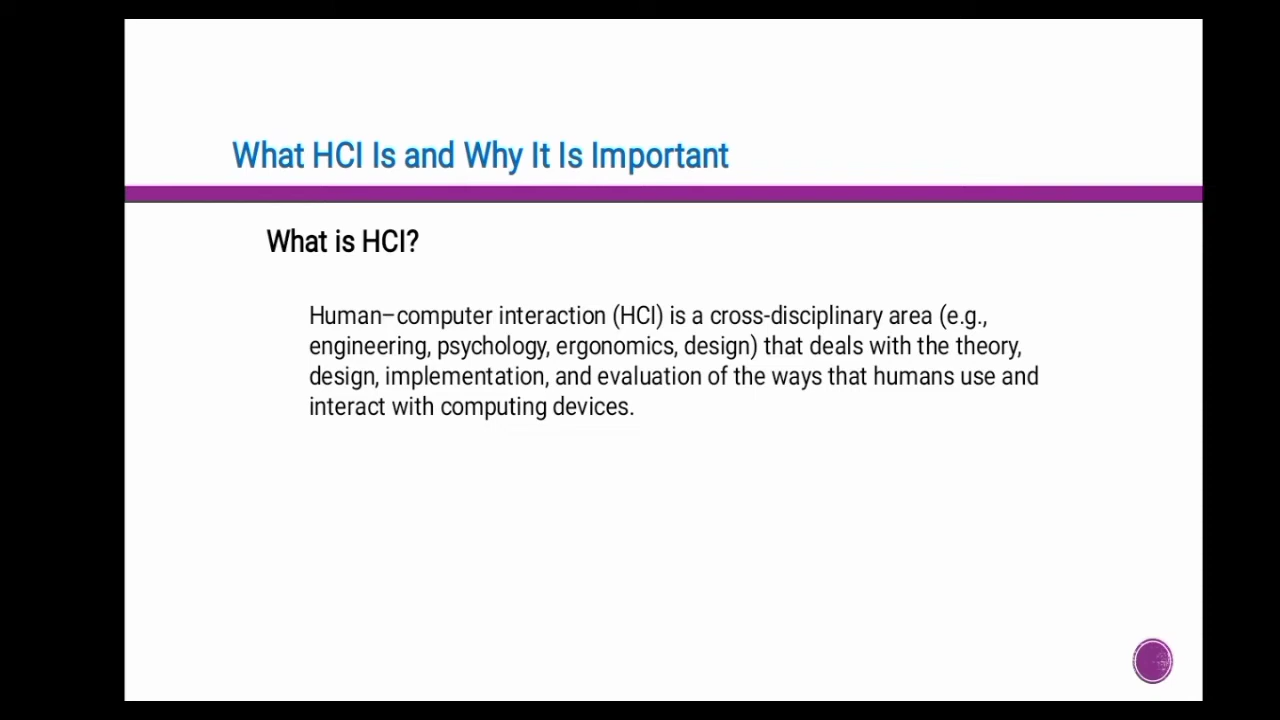 What HCI Is and Why It Is Important
What is HCI?
Human–computer interaction (HCI) is a cross-disciplinary area (e.g.,
engineering, psychology, ergonomics, design) that deals with the theory,
design, implementation, and evaluation of the ways that humans use and
interact with computing devices.